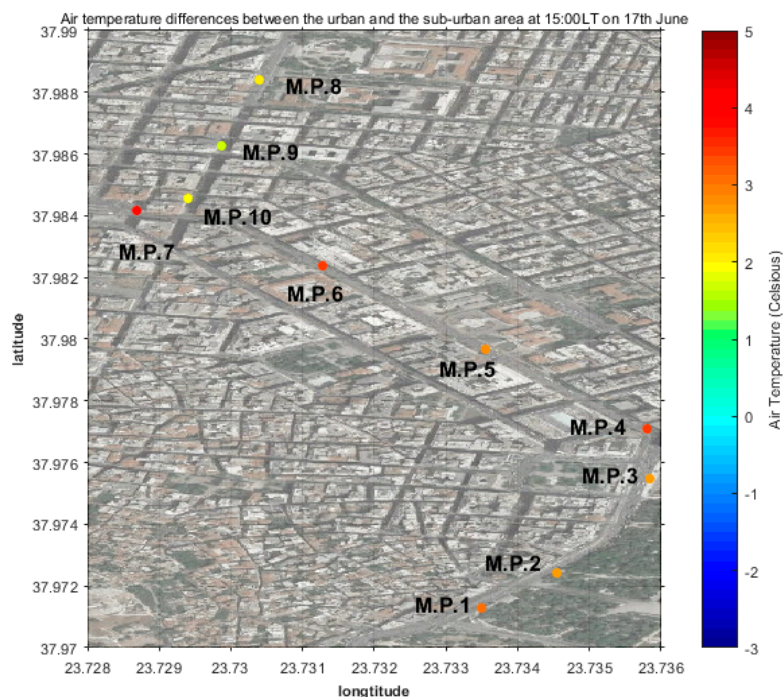 Air temperature differences between the urban and the sub-urban area at 15:00LT on 17th June
37.99
37.988
37.986
37.984
37.982
37.98
37.978
37.976
37.974
37.972
37.97
latitude
M.P.8
M.P.9
M.P.10
M.P.7
M.P.6
M.P.5
M.P.4
M.P.3
M.P.2
M.P.1
23.728 23.729 23.73 23.731 23.732 23.733 23.734 23.735 23.736
longtitude
5
4
3
2
1
0
-1
-2
-3
Air Temperature (Celsious)